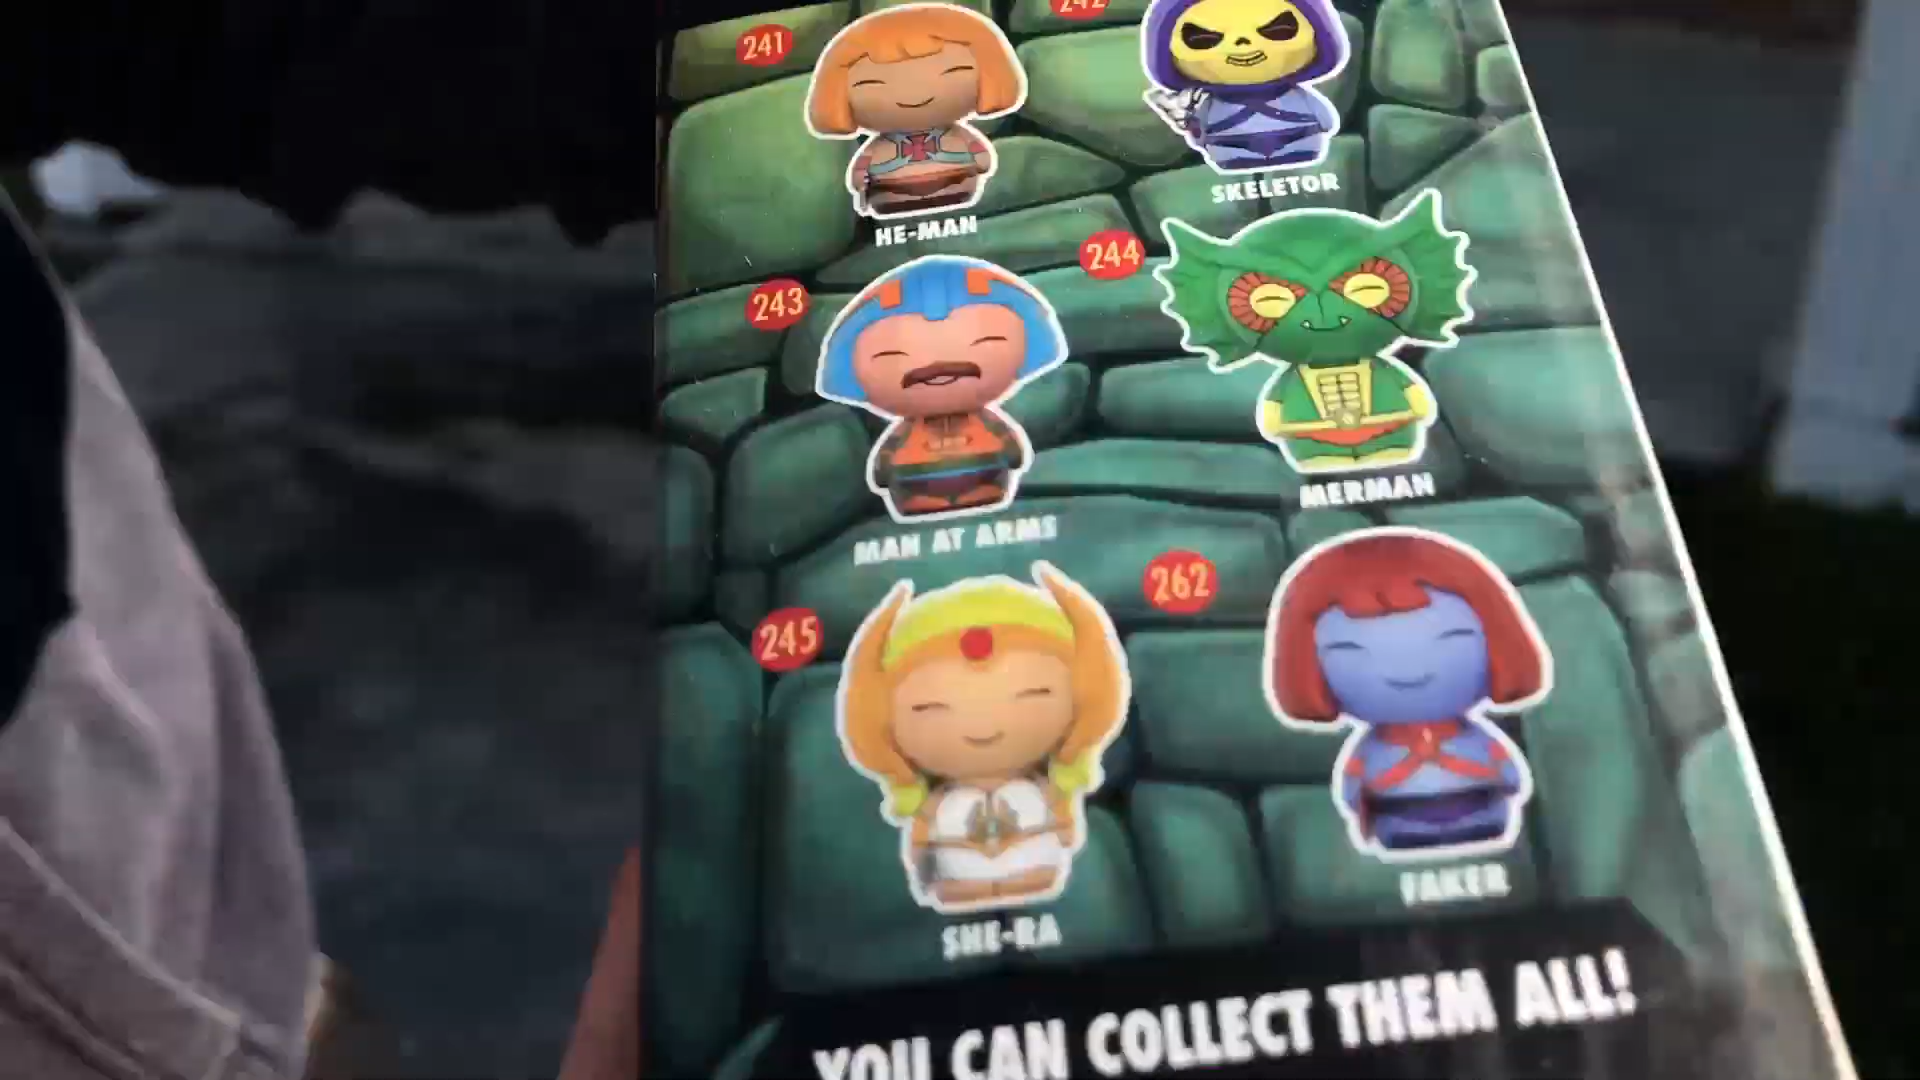 241
242
HE-MAN
SKELETOR
243
244
MAN AT ARMS
MERMAN
245
262
SHE-RA
FAKER
YOU CAN COLLECT THEM ALL!